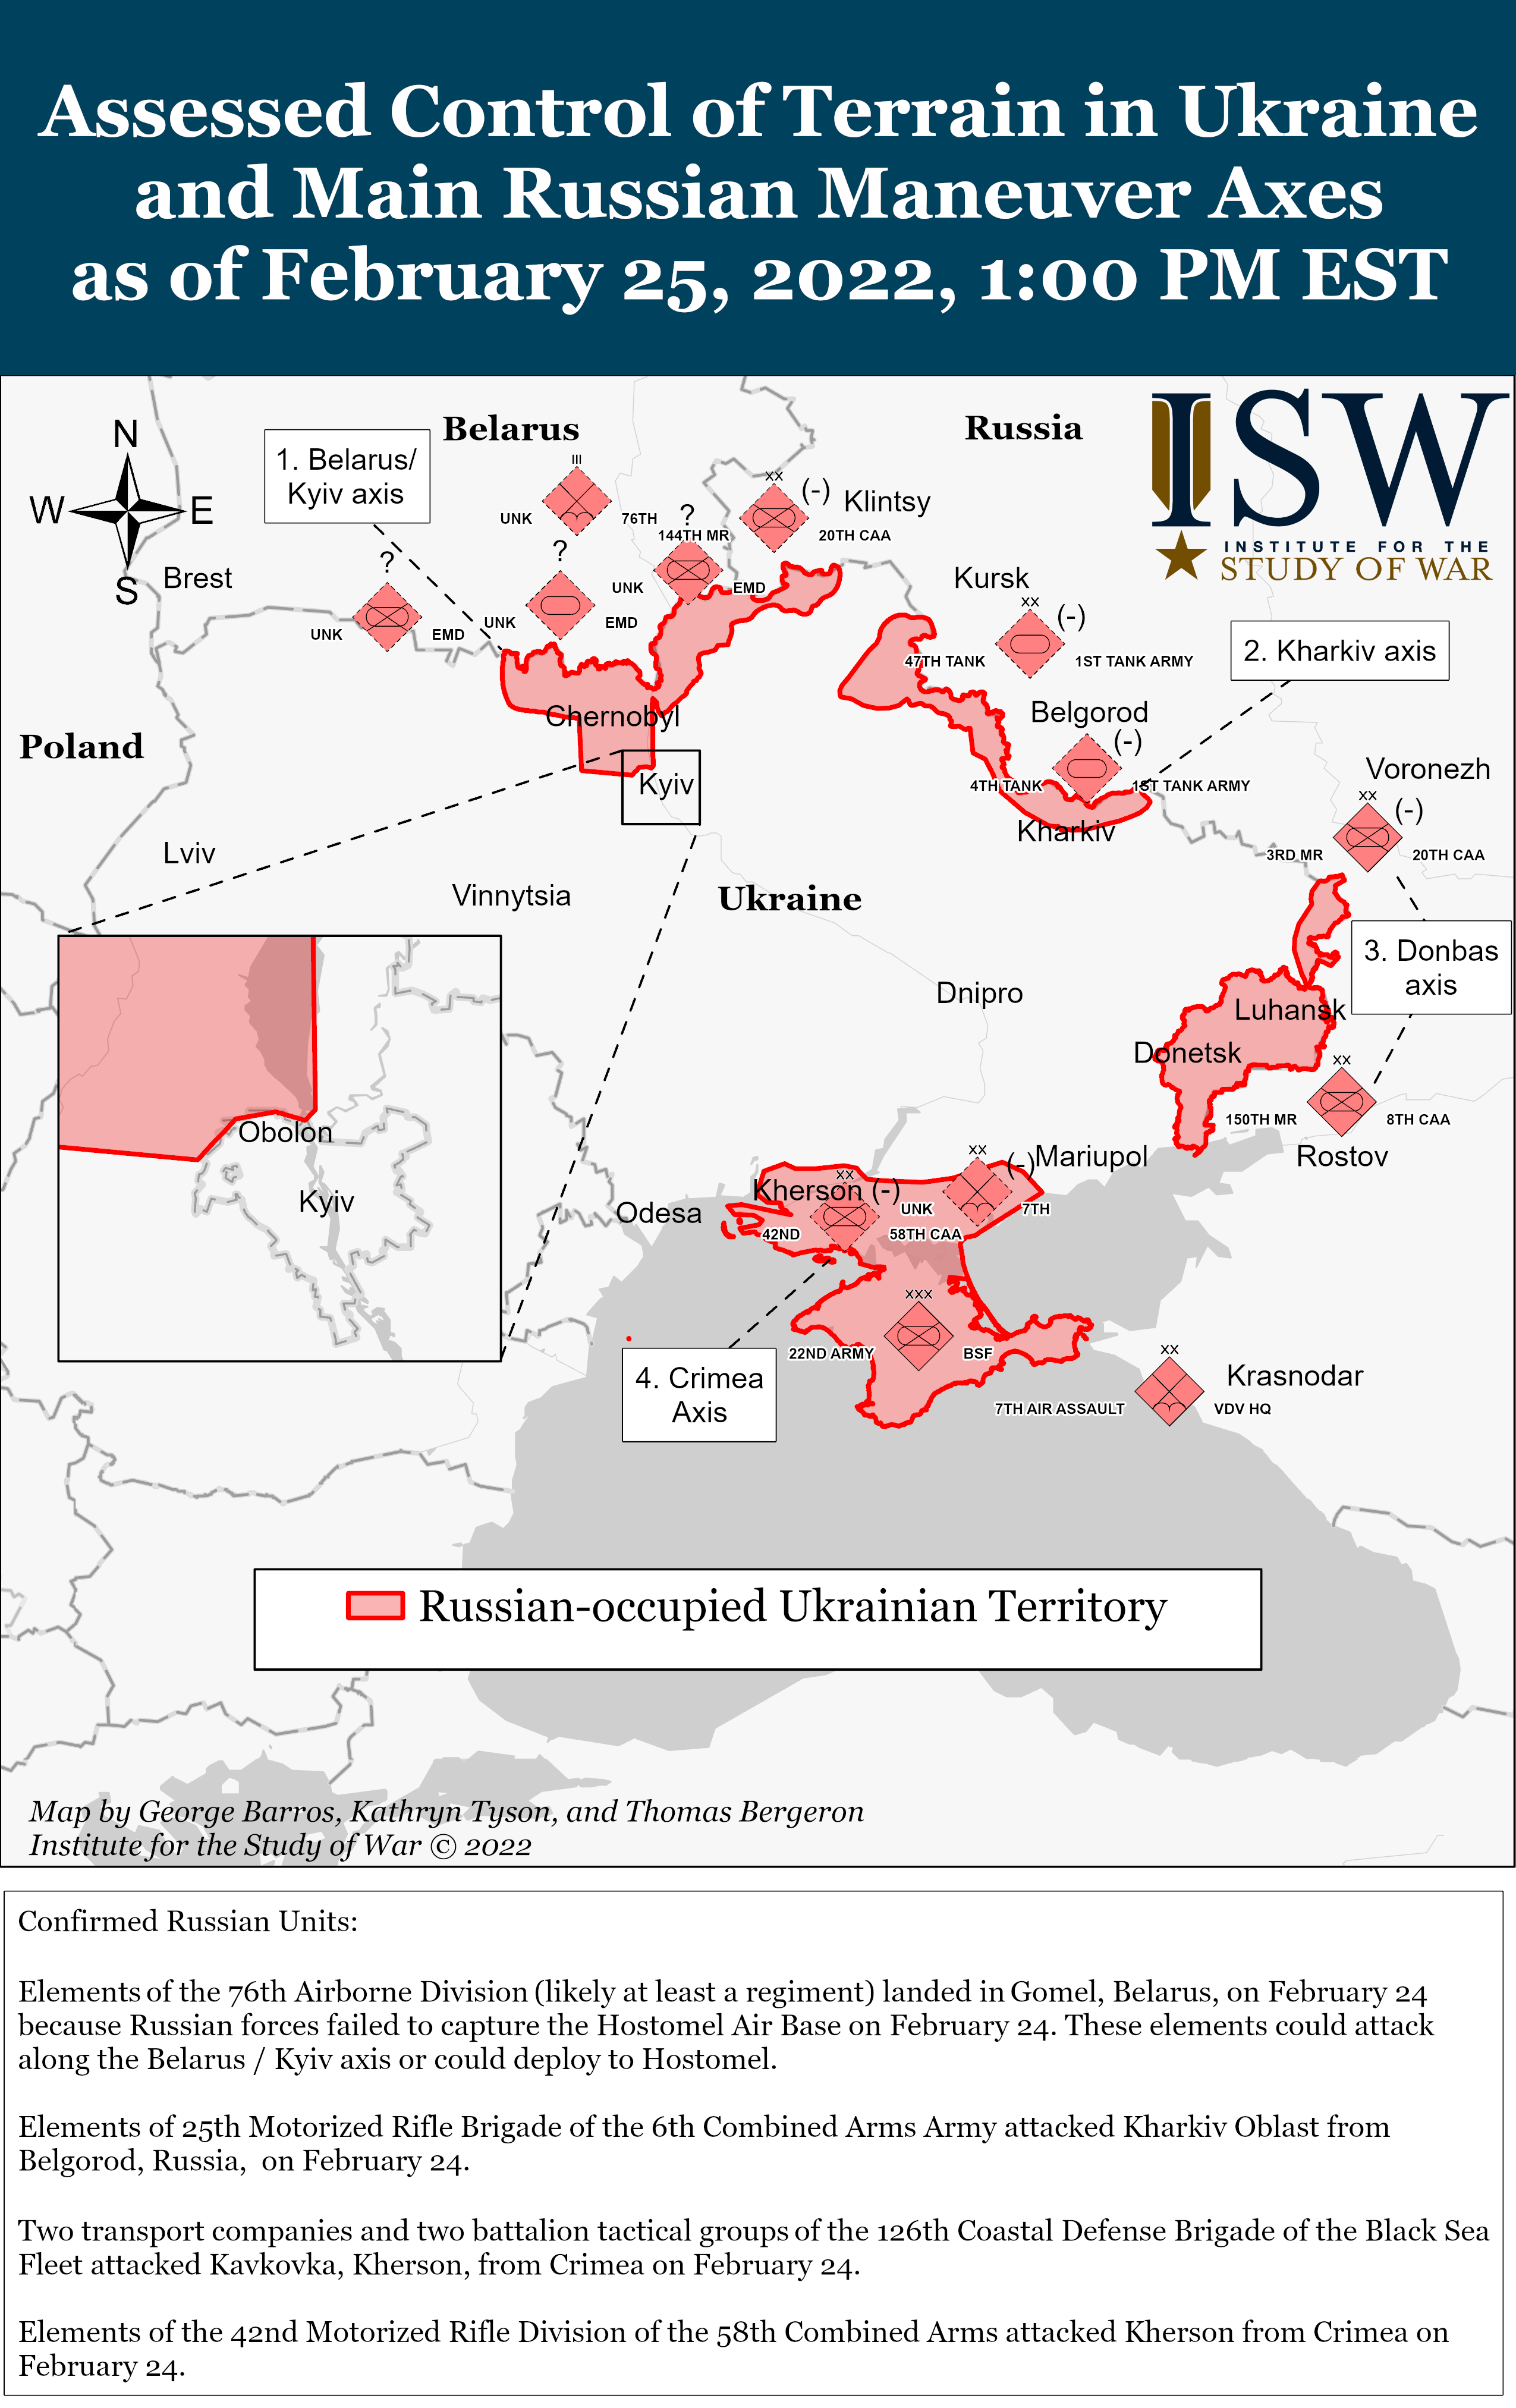 Assessed Control of Terrain in Ukraine
and Main Russian Maneuver Axes
as of February 25, 2022, 1:00 PM EST
N
W
E
S
1. Belarus/
Kyiv axis
Belarus
Russia
ISW
INSTITUTE FOR THE
STUDY OF WAR
III
UNK
76TH
?
144TH MR
UNK
EMD
XX
(-)
Klintsy
20TH CAA
Brest
?
UNK
EMD
?
UNK
EMD
Kursk
XX
(-)
47TH TANK
1ST TANK ARMY
2. Kharkiv axis
Belgorod
(-)
4TH TANK
1ST TANK ARMY
Kharkiv
Chernobyl
Kyiv
Poland
Voronezh
XX
(-)
3RD MR
20TH CAA
Lviv
Vinnytsia
Ukraine
3. Donbas
axis
Dnipro
Luhansk
Donetsk
XX
150TH MR
8TH CAA
Rostov
Obolon
Kyiv
Mariupol
XX
(-)
UNK
7TH
Kherson
XX
(-)
42ND
58TH CAA
Odesa
XXX
22ND ARMY
BSF
4. Crimea
Axis
XX
7TH AIR ASSAULT
VDV HQ
Krasnodar
Russian-occupied Ukrainian Territory
Map by George Barros, Kathryn Tyson, and Thomas Bergeron
Institute for the Study of War © 2022
Confirmed Russian Units:
Elements of the 76th Airborne Division (likely at least a regiment) landed in Gomel, Belarus, on February 24
because Russian forces failed to capture the Hostomel Air Base on February 24. These elements could attack
along the Belarus / Kyiv axis or could deploy to Hostomel.
Elements of 25th Motorized Rifle Brigade of the 6th Combined Arms Army attacked Kharkiv Oblast from
Belgorod, Russia,  on February 24.
Two transport companies and two battalion tactical groups of the 126th Coastal Defense Brigade of the Black Sea
Fleet attacked Kavkovka, Kherson, from Crimea on February 24.
Elements of the 42nd Motorized Rifle Division of the 58th Combined Arms attacked Kherson from Crimea on
February 24.